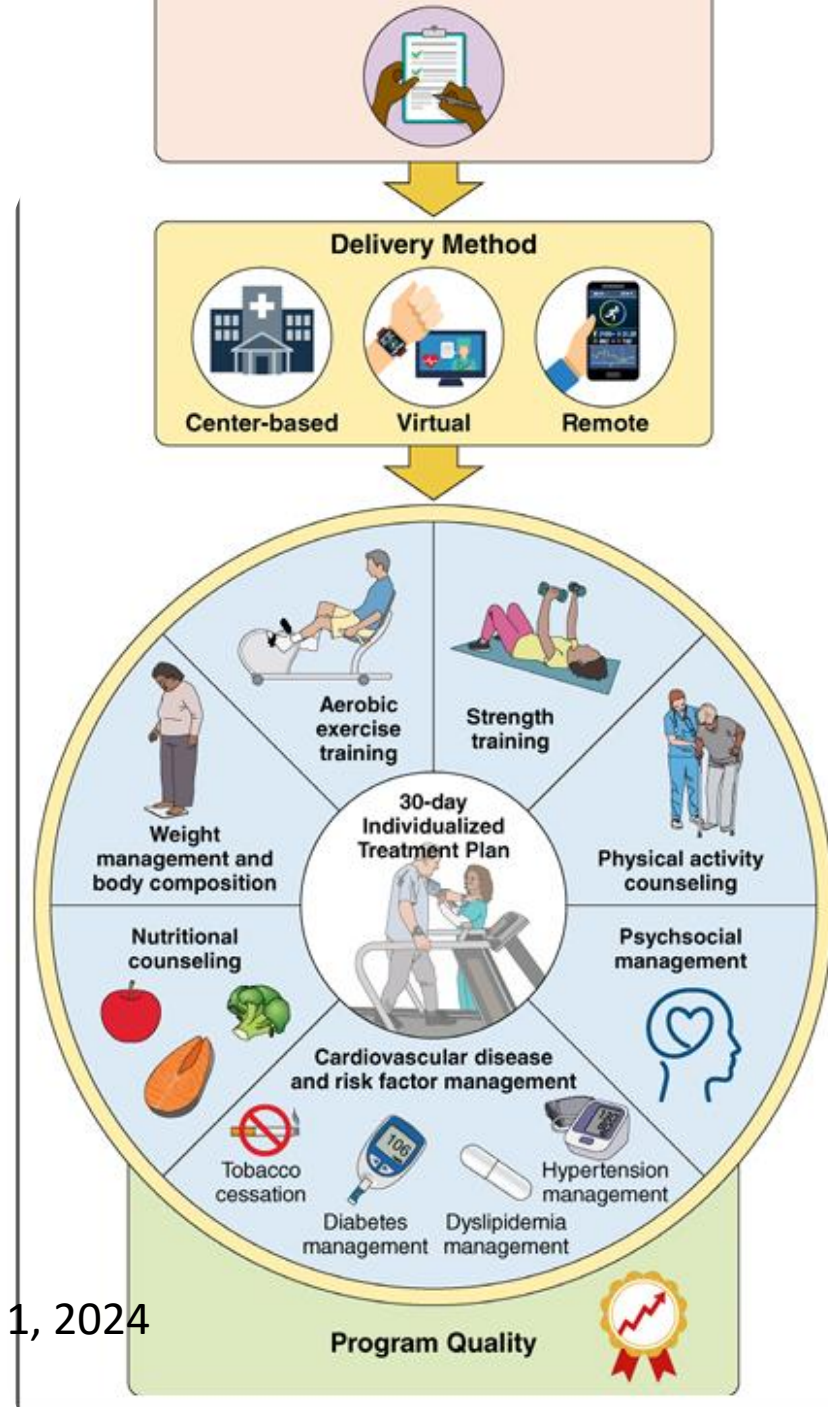 Delivery Method
Center-based
Virtual
Remote
Aerobic
exercise
training
Strength
training
Weight
management and
body composition
30-day
Individualized
Treatment Plan
Physical activity
counseling
Nutritional
counseling
Psychsocial
management
Cardiovascular disease
and risk factor management
Tobacco
cessation
106
Diabetes
management
Dyslipidemia
management
Hypertension
management
1, 2024
Program Quality